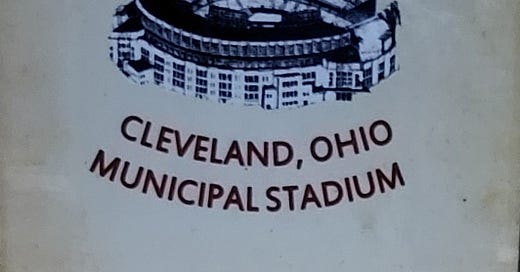 CLEVELAND, OHIO
MUNICIPAL STADIUM